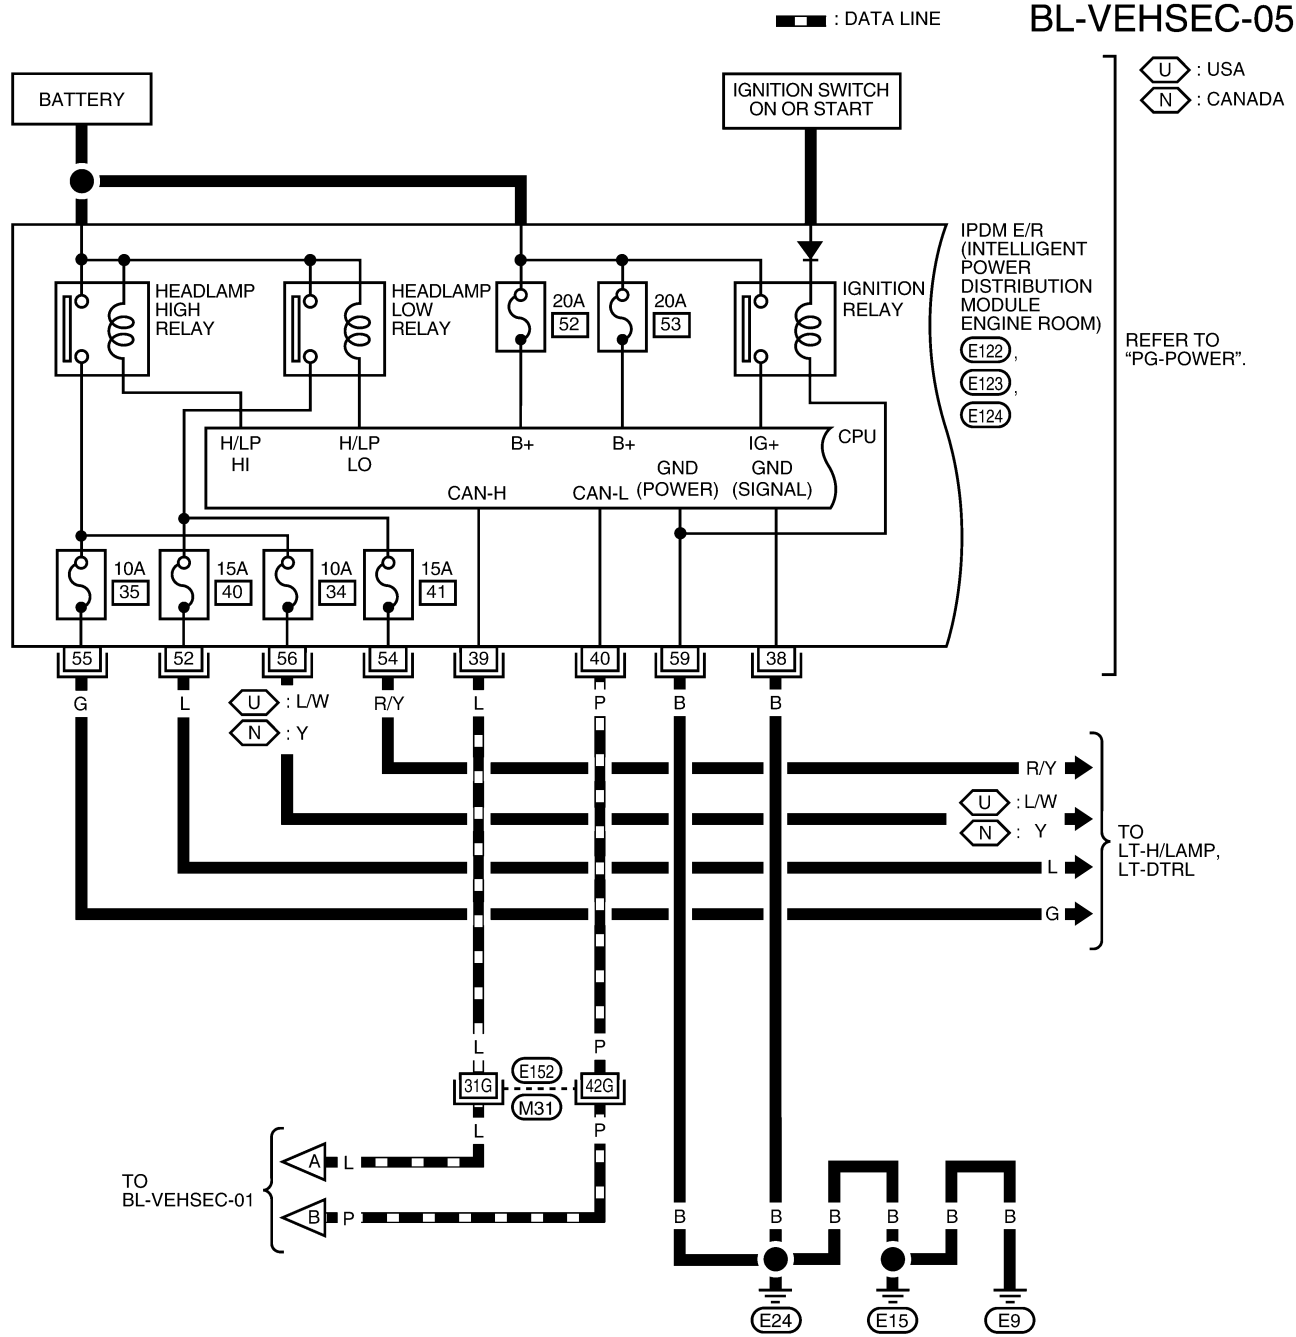 : DATA LINE
BL-VEHSEC-05
U : USA
N : CANADA
BATTERY
IGNITION SWITCH
ON OR START
IPDM E/R
(INTELLIGENT
POWER
DISTRIBUTION
MODULE
ENGINE ROOM)
E122 ,
E123 ,
E124
REFER TO
“PG-POWER”.
HEADLAMP
HIGH
RELAY
HEADLAMP
LOW
RELAY
20A
52
20A
53
IGNITION
RELAY
H/LP
HI
H/LP
LO
B+
B+
IG+
CPU
CAN-H
CAN-L
GND
(POWER)
GND
(SIGNAL)
10A
35
15A
40
10A
34
15A
41
55
52
56
54
39
40
59
38
G
L
U : L/W
N : Y
R/Y
L
P
B
B
R/Y
U : L/W
N : Y
L
G
TO
LT-H/LAMP,
LT-DTRL
L
P
31G
E152
M31
42G
L
P
TO
BL-VEHSEC-01
A L
B P
B
B
B
B
B
B
E24
E15
E9